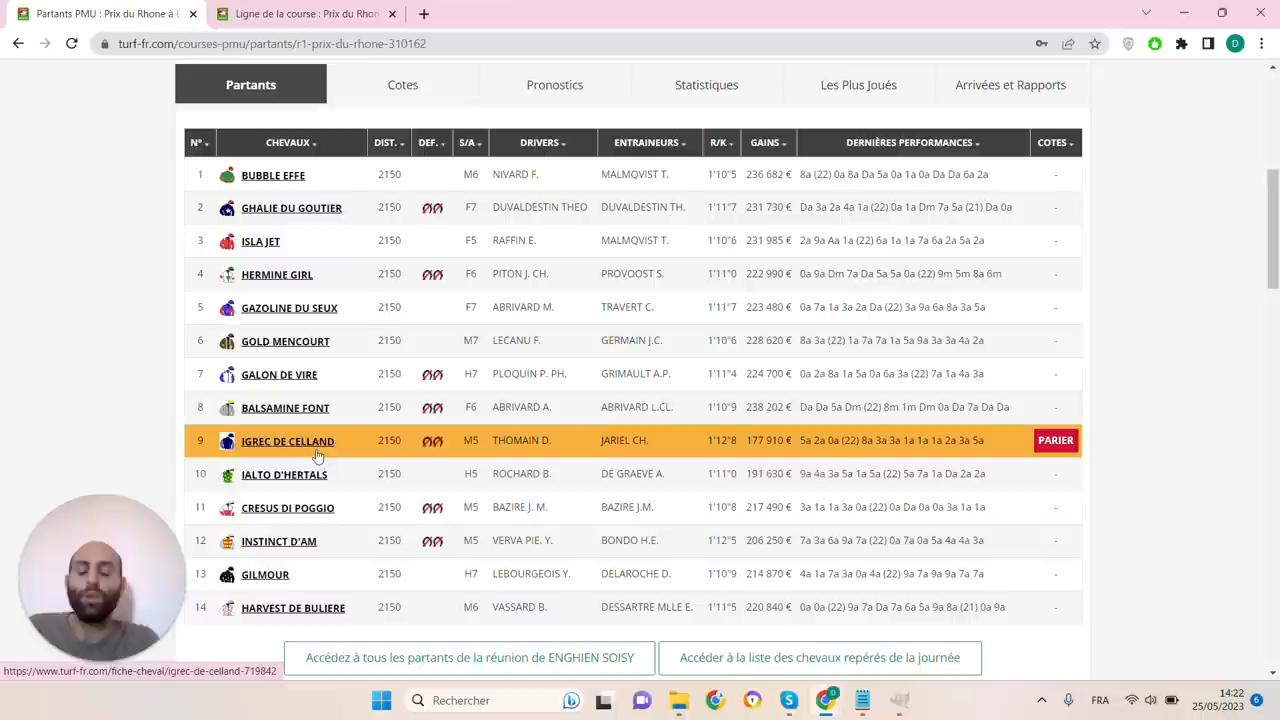 Partants PMU : Prix du Rhone à E
Ligne de la course : Prix du Rhon
turf-fr.com/courses-pmu/partants/r1-prix-du-rhone-310162
D
Partants Cotes Pronostics Statistiques Les Plus Joués Arrivées et Rapports
N° CHEVAUX DIST. DEF. S/A DRIVERS ENTRAINEURS R/K GAINS DERNIÈRES PERFORMANCES COTES
1 BUBBLE EFFE 2150 M6 NIVARD F. MALMQVIST T. 1'10"5 236 682 € 8a (22) 0a 8a Da 5a 0a 1a 0a Da Da 6a 2a -
2 GHALIE DU GOUTIER 2150 F7 DUVALDESTIN THEO DUVALDESTIN TH. 1'11"7 231 730 € Da 3a 2a 4a 1a (22) 0a 1a Dm 7a 5a (21) Da 0a -
3 ISLA JET 2150 F5 RAFFIN E. MALMQVIST T. 1'10"6 231 985 € 2a 9a Aa 1a (22) 6a 1a 1a 7a 6a 2a 5a 2a -
4 HERMINE GIRL 2150 F6 PITON J. CH. PROVOOST S. 1'11"0 222 990 € 0a 9a Dm 7a Da 5a 5a 0a (22) 9m 5m 8a 6m -
5 GAZOLINE DU SEUX 2150 F7 ABRIVARD M. TRAVERT C. 1'11"7 223 480 € 0a 7a 1a 3a 2a Da (22) 3a 9a 6a 8a 3a 5a -
6 GOLD MENCOURT 2150 M7 LECANU F. GERMAIN J.C. 1'10"6 228 620 € 8a 3a (22) 1a 7a 7a 1a 5a 9a 3a 3a 4a 2a -
7 GALON DE VIRE 2150 H7 PLOQUIN P. PH. GRIMAULT A.P. 1'11"4 224 700 € 0a 2a 8a 1a 5a 0a 6a 3a (22) 7a 1a 4a 3a -
8 BALSAMINE FONT 2150 F6 ABRIVARD A. ABRIVARD L.CL. 1'10"9 238 202 € Da Da 5a Dm (22) 8m 1m Dm 0a Da 7a Da Da -
9 IGREC DE CELLAND 2150 M5 THOMAIN D. JARIEL CH. 1'12"8 177 910 € 5a 2a 0a (22) 8a 3a 3a 1a 1a 1a 2a 3a 5a PARIER
10 IALTO D'HERTALS 2150 H5 ROCHARD B. DE GRAEVE A. 1'11"0 191 630 € 9a 4a 3a 5a 1a 5a (22) 5a 7a 1a Da 2a 2a -
11 CRESUS DI POGGIO 2150 M5 BAZIRE J. M. BAZIRE J.M. 1'10"8 217 490 € 3a 1a 1a 3a 0a (22) 0a Da 0a 0a 3a 1a 1a -
12 INSTINCT D'AM 2150 M5 VERVA PIE. Y. BONDO H.E. 1'12"5 206 250 € 7a 3a 6a 9a 7a (22) 0a 7a 0a 5a 4a 4a 3a -
13 GILMOUR H7 2150 LEBOURGEOIS Y. DELAROCHE D. 1'10"9 214 870 € 4a 1a 7a 3a 0a 4a (22) 9a 7a 9a 9a 7a 7a -
14 HARVEST DE BULIERE 2150 M6 VASSARD B. DESSARTRE MLLE E. 1'11"5 220 840 € 0a 0a (22) 9a 7a Da 7a 6a 5a 9a 8a (21) 0a 9a -
Accédez à tous les partants de la réunion de ENGHIEN SOISY Accéder à la liste des chevaux repérés de la journée
https://www.turf-fr.com/fiche-cheval/igrec-de-celland-719842
Rechercher
FRA
14:22
25/05/2023
6